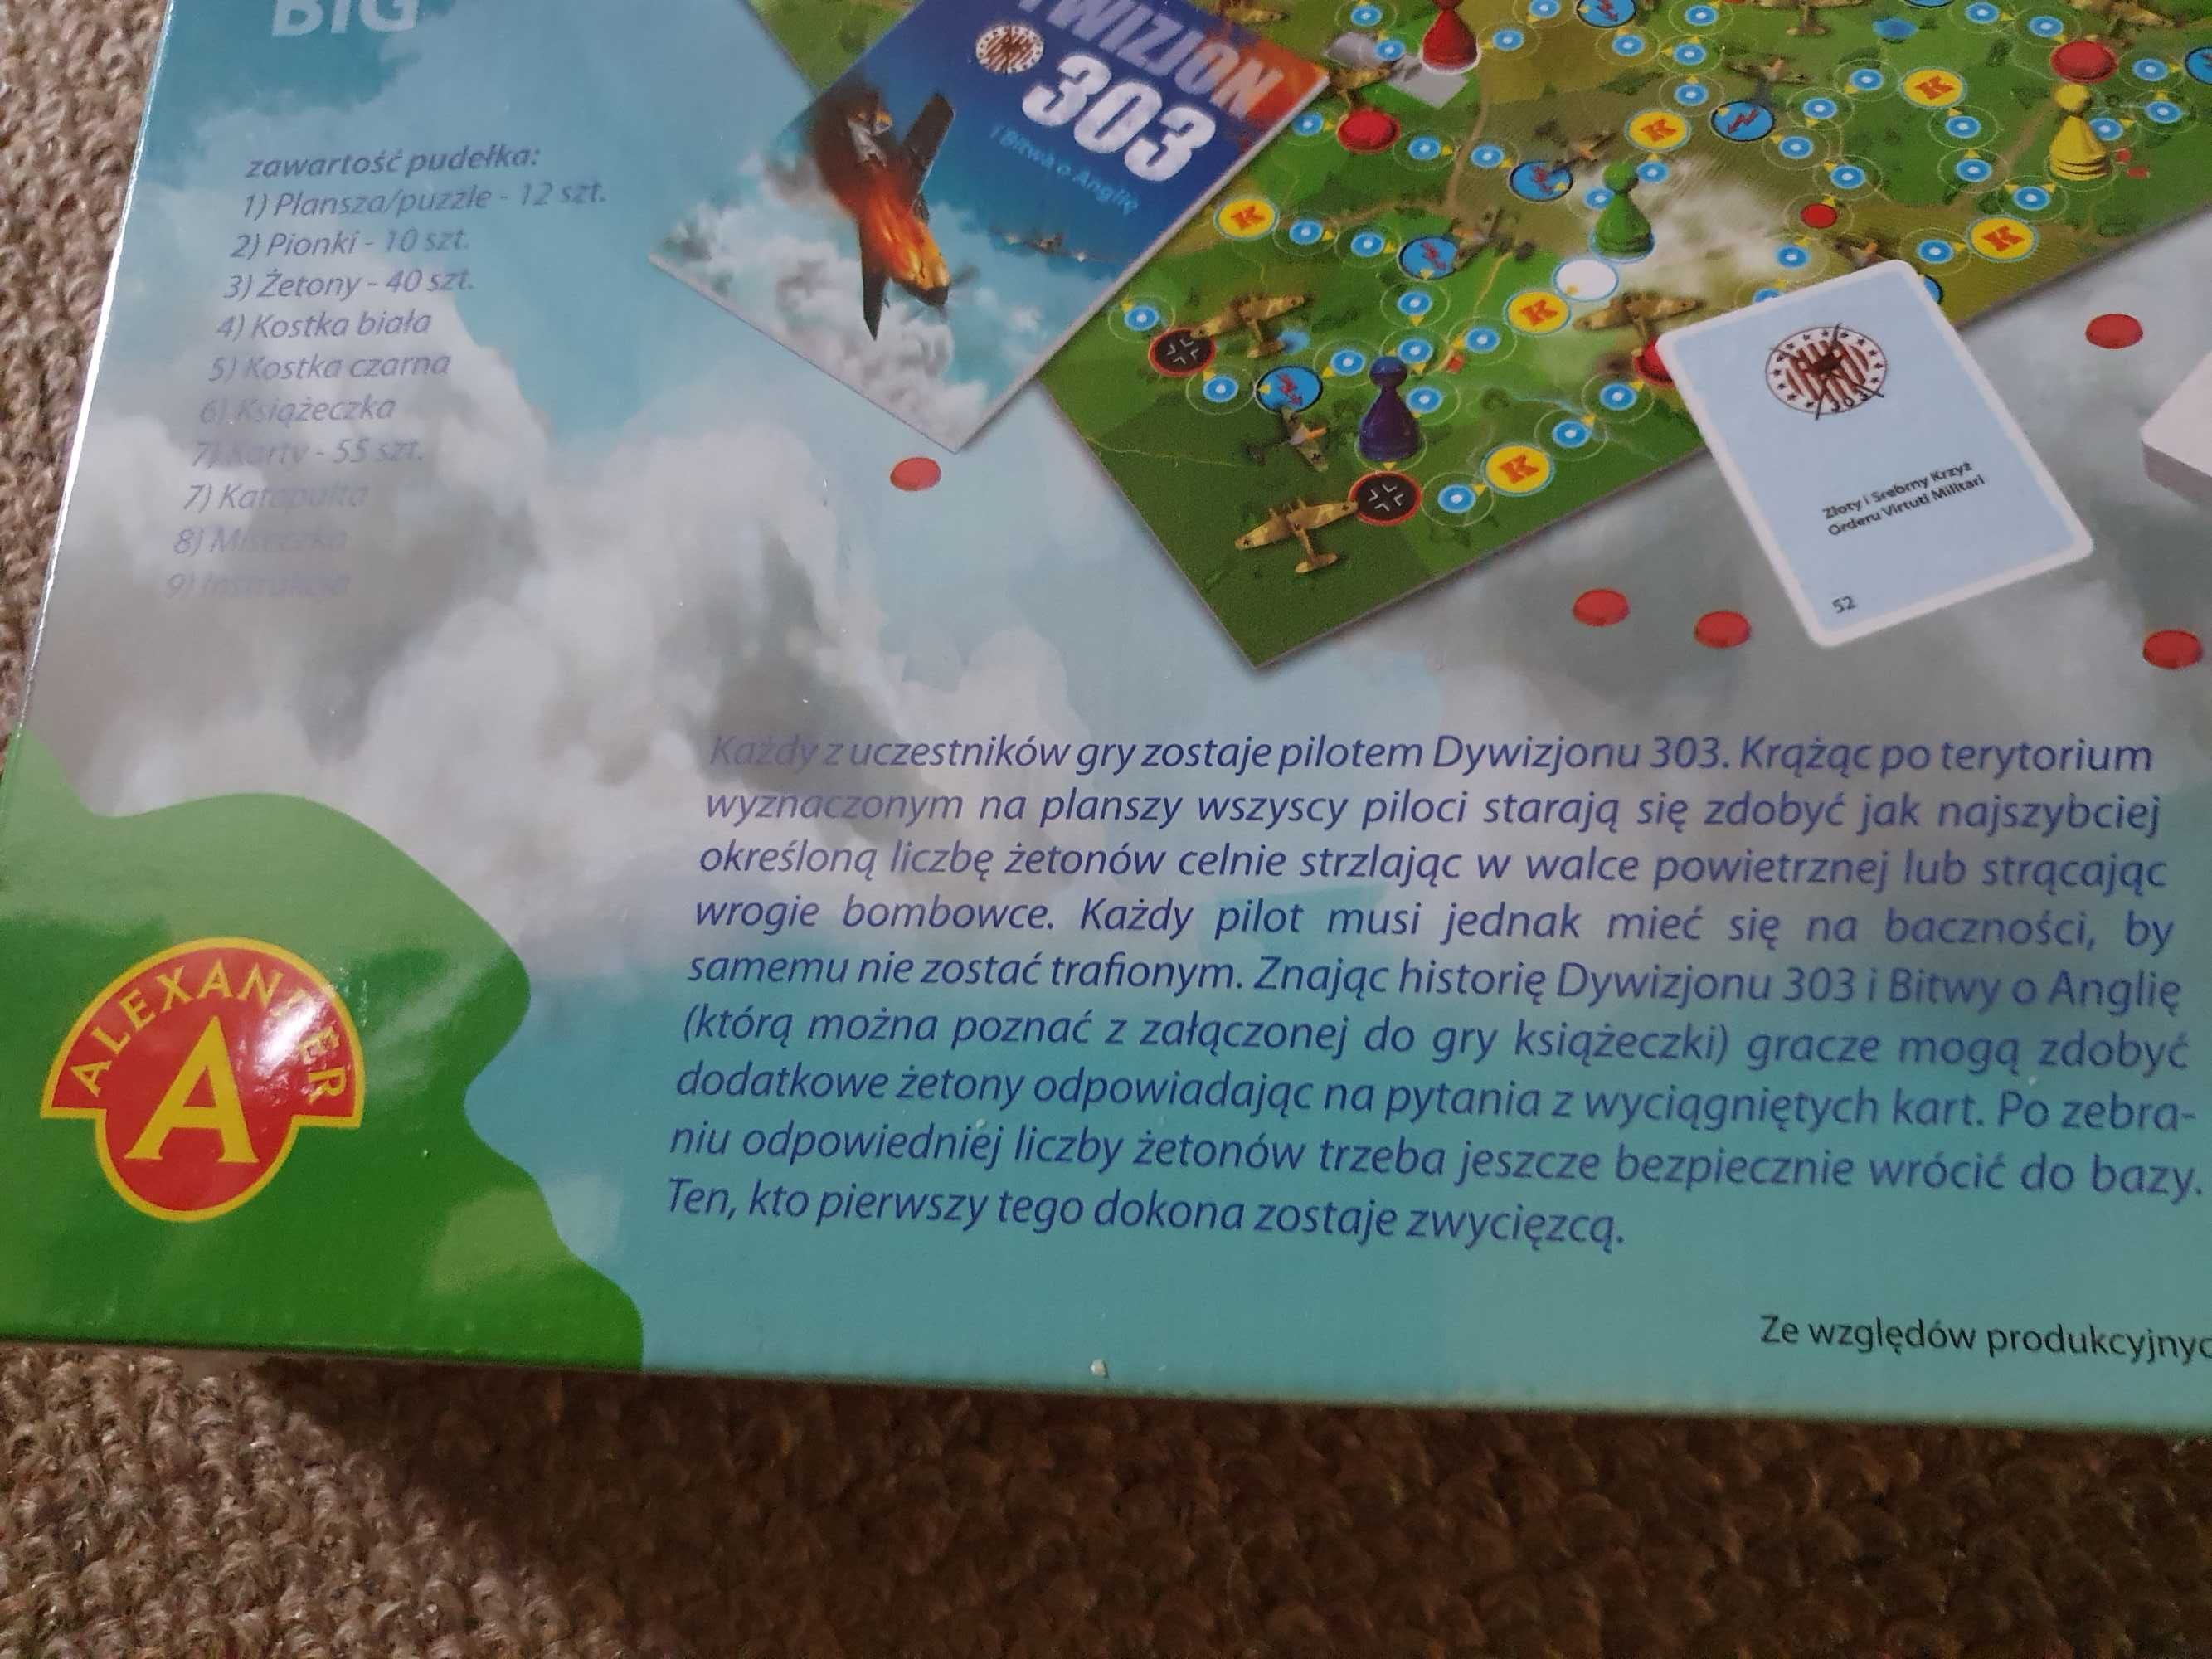 BIG
zawartość pudełka:
1) Plansza/puzzle - 12 szt.
2) Pionki - 10 szt.
3) Żetony - 40 szt.
4) Kostka biała
5) Kostka czarna
6) Książeczka
7) Karty - 55 szt.
7) Katapulta
8) Miseczka
9) Instrukcja
WIZJON
303
i Bitwa o Anglię
K
K
K
K
K
K
303
Złoty i Srebrny Krzyż
Orderu Virtuti Militari
52
Każdy z uczestników gry zostaje pilotem Dywizjonu 303. Krążąc po terytorium
wyznaczonym na planszy wszyscy piloci starają się zdobyć jak najszybciej
określoną liczbę żetonów celnie strzlając w walce powietrznej lub strącając
wrogie bombowce. Każdy pilot musi jednak mieć się na baczności, by
samemu nie zostać trafionym. Znając historię Dywizjonu 303 i Bitwy o Anglię
(którą można poznać z załączonej do gry książeczki) gracze mogą zdobyć
dodatkowe żetony odpowiadając na pytania z wyciągniętych kart. Po zebra-
niu odpowiedniej liczby żetonów trzeba jeszcze bezpiecznie wrócić do bazy.
Ten, kto pierwszy tego dokona zostaje zwycięzcą.
ALEXANDER
A
Ze względów produkcyjnyc